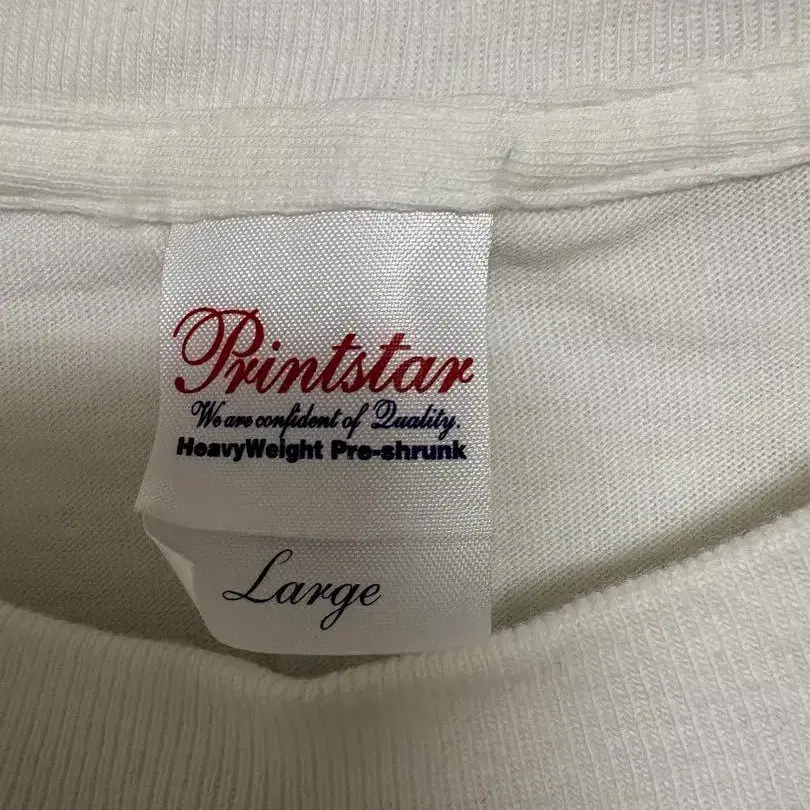 Printstar
We are confident of Quality.
HeavyWeight Pre-shrunk
Large